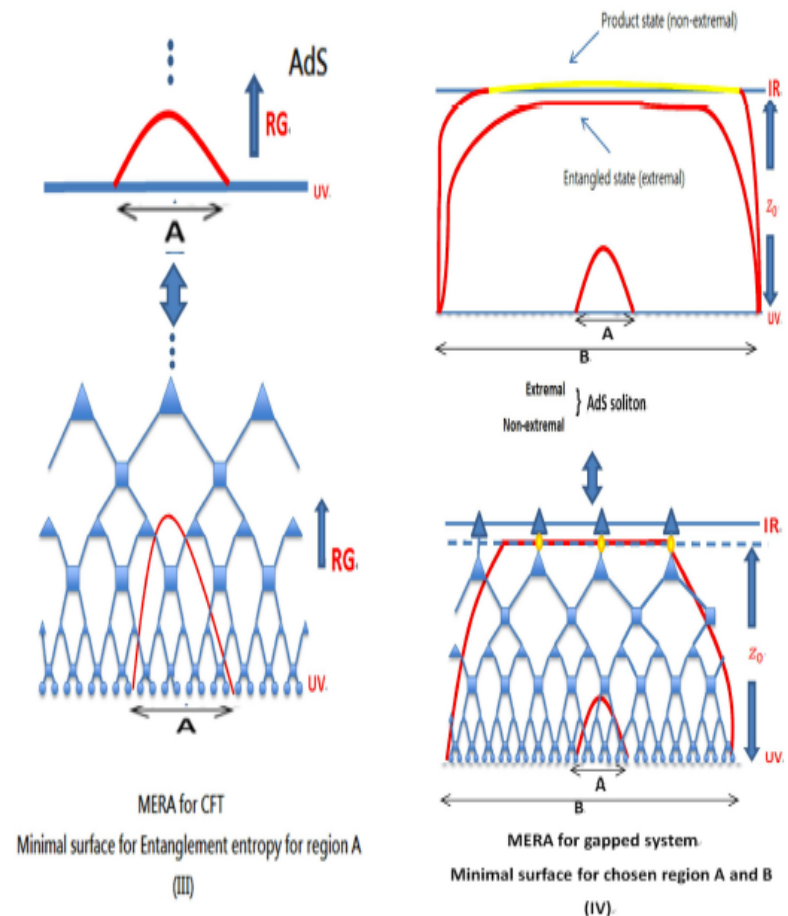 AdS
RG
UV
A
RG
UV
A
MERA for CFT
Minimal surface for Entanglement entropy for region A
(III)
Product state (non-extremal)
IR
Entangled state (extremal)
z₀
UV
A
B
Extremal
Non-extremal
} AdS soliton
IR
z₀
UV
A
B
MERA for gapped system
Minimal surface for chosen region A and B
(IV)